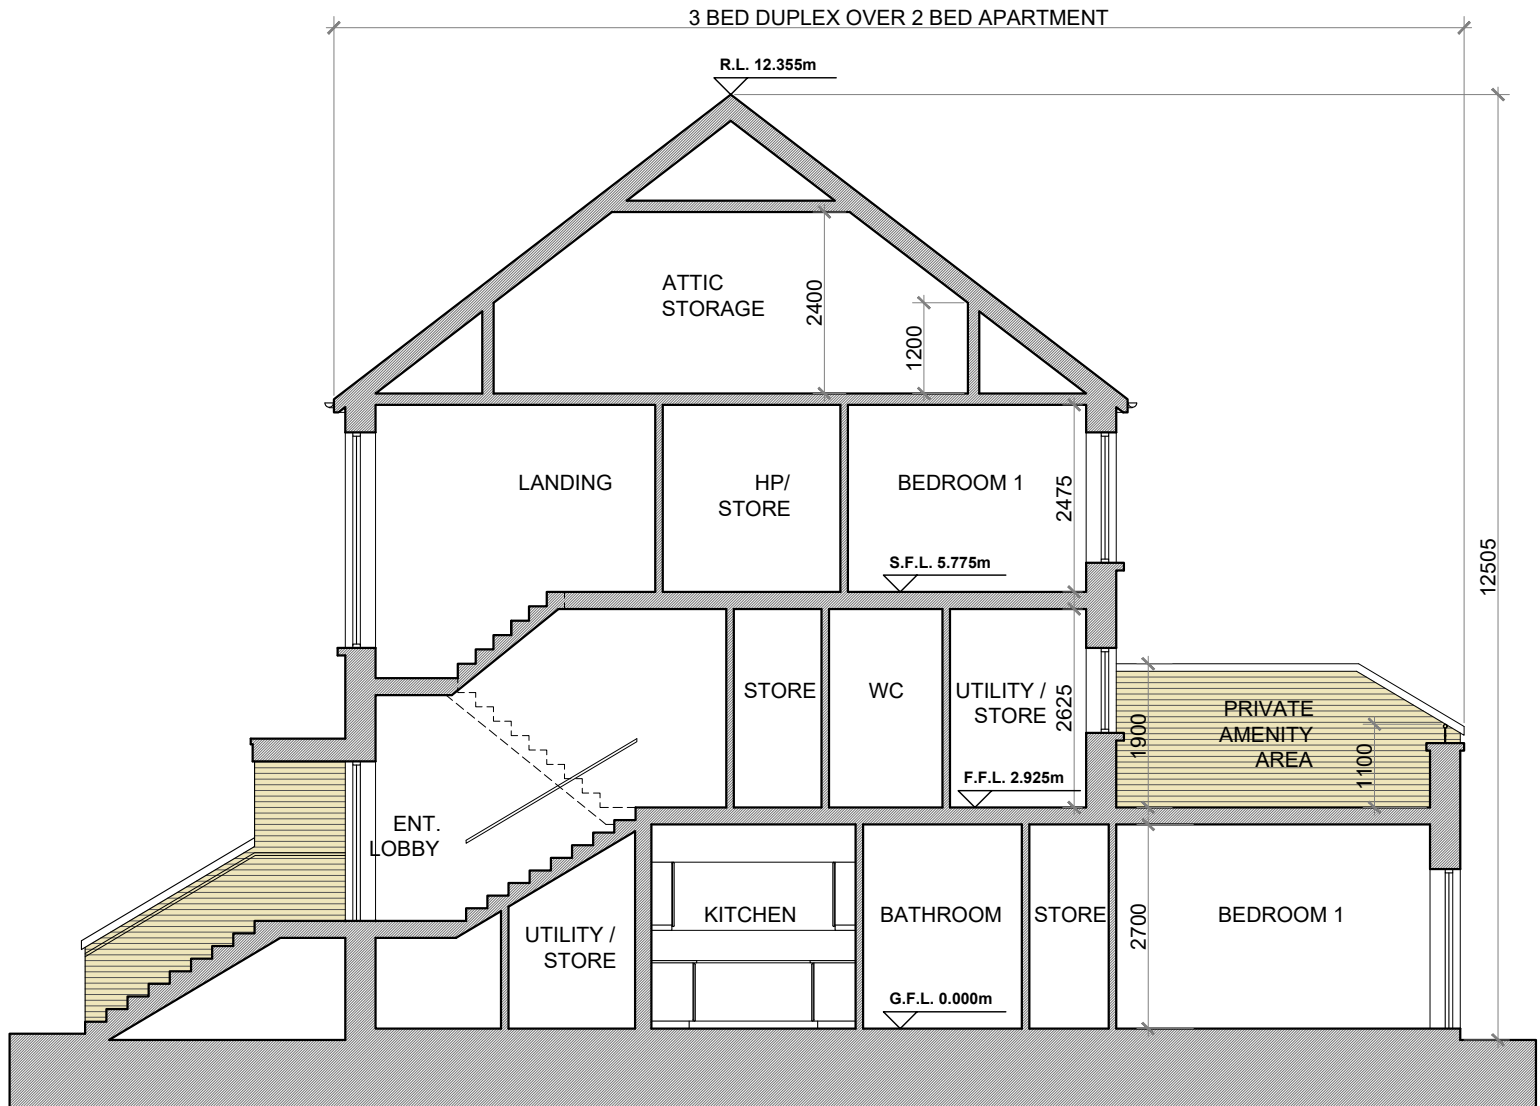 3 BED DUPLEX OVER 2 BED APARTMENT
R.L. 12.355m
ATTIC
STORAGE
2400
1200
LANDING
HP/
STORE
BEDROOM 1
2475
S.F.L. 5.775m
12505
STORE
WC
UTILITY /
STORE
2625
F.F.L. 2.925m
1900
PRIVATE
AMENITY
AREA
1100
ENT.
LOBBY
UTILITY /
STORE
KITCHEN
BATHROOM
STORE
2700
BEDROOM 1
G.F.L. 0.000m